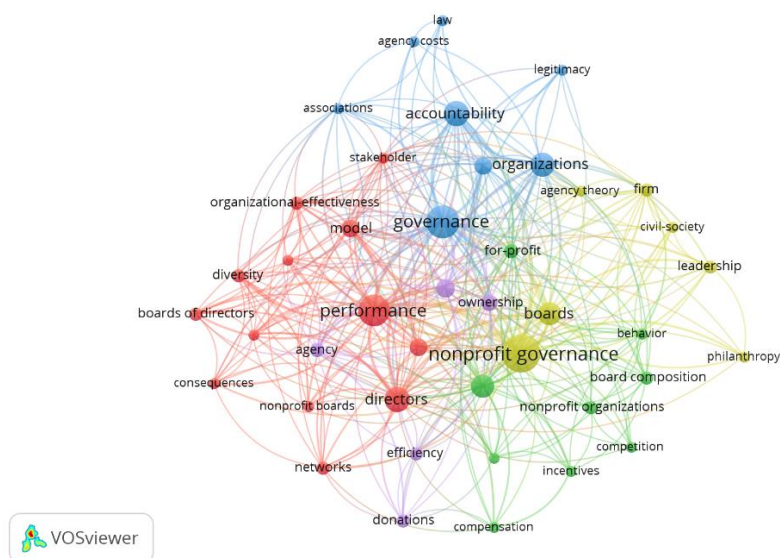 law
agency costs
legitimacy
associations
accountability
stakeholder
organizations
agency theory
firm
organizational-effectiveness
governance
model
civil-society
for-profit
leadership
diversity
ownership
boards of directors
performance
boards
behavior
agency
nonprofit governance
philanthropy
consequences
board composition
directors
nonprofit boards
nonprofit organizations
competition
efficiency
networks
incentives
donations
compensation
VOSviewer